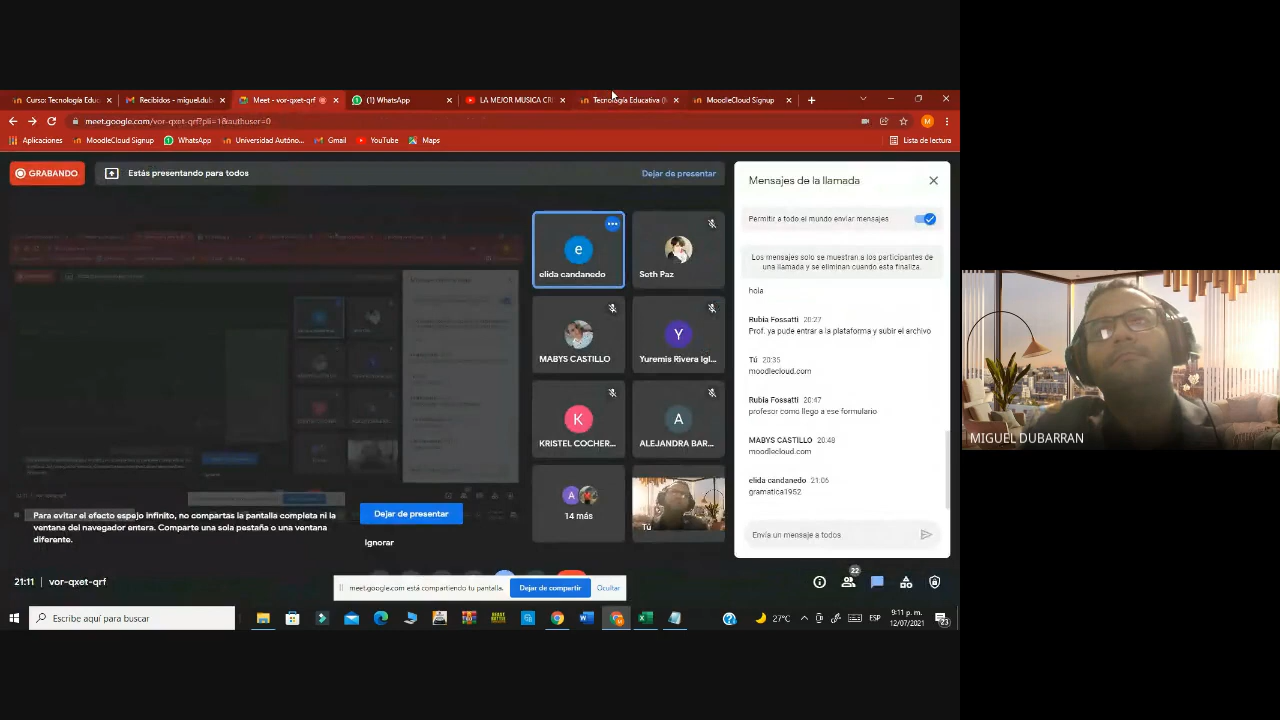 Curso: Tecnología Educ
Recibidos - miguel.dub
Meet - vor-qxet-qrf
(1) WhatsApp
LA MEJOR MUSICA CRI
Tecnología Educativa (I
MoodleCloud Signup
meet.google.com/vor-qxet-qrf?pli=1&authuser=0
Aplicaciones
MoodleCloud Signup
WhatsApp
Universidad Autóno...
Gmail
YouTube
Maps
Lista de lectura
GRABANDO
Estás presentando para todos
Dejar de presentar
Mensajes de la llamada
Permitir a todo el mundo enviar mensajes
Los mensajes solo se muestran a los participantes de
una llamada y se eliminan cuando esta finaliza.
hola
Rubia Fossatti 20:27
Prof. ya pude entrar a la plataforma y subir el archivo
Tú 20:35
moodlecloud.com
Rubia Fossatti 20:47
profesor como llego a ese formulario
MABYS CASTILLO 20:48
moodlecloud.com
elida candanedo 21:06
gramatica1952
Envía un mensaje a todos
e
elida candanedo
Seth Paz
MABYS CASTILLO
Y
Yuremis Rivera Igl...
K
KRISTEL COCHER...
A
ALEJANDRA BAR...
A
14 más
Tú
MIGUEL DUBARRAN
Para evitar el efecto espejo infinito, no compartas la pantalla completa ni la
ventana del navegador entera. Comparte una sola pestaña o una ventana
diferente.
Dejar de presentar
Ignorar
21:11 | vor-qxet-qrf
meet.google.com está compartiendo tu pantalla.
Dejar de compartir
Ocultar
22
Escribe aquí para buscar
27°C
ESP
9:11 p. m.
12/07/2021
23